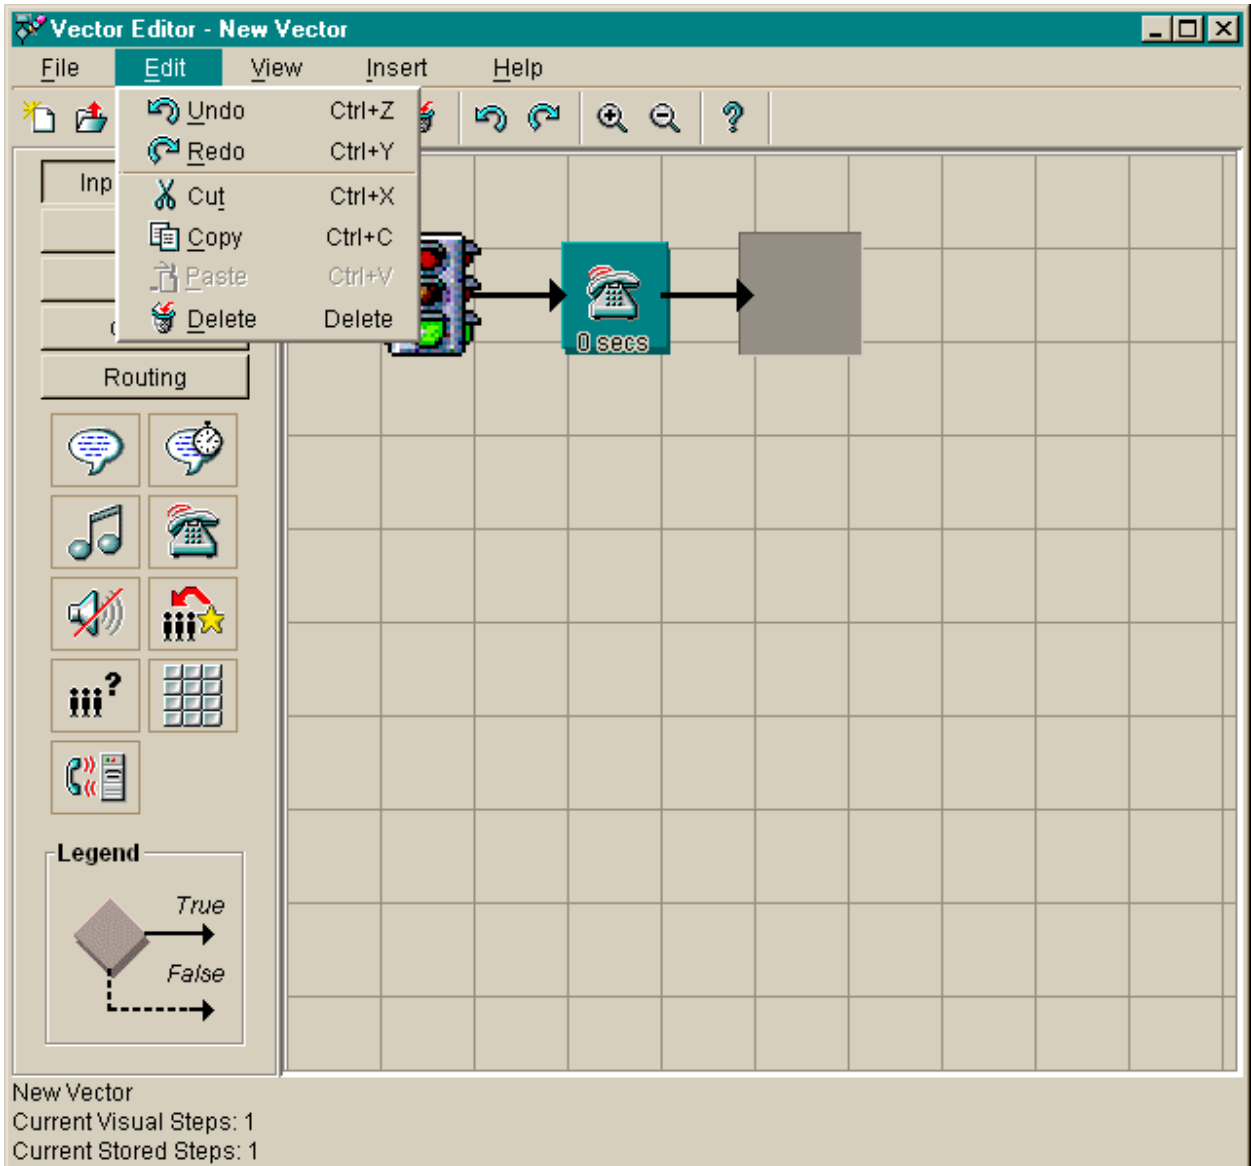 Vector Editor - New Vector
File Edit View Insert Help
Undo Ctrl+Z
Redo Ctrl+Y
Cut Ctrl+X
Copy Ctrl+C
Paste Ctrl+V
Delete Delete
Inp
Routing
0 secs
Legend
True
False
New Vector
Current Visual Steps: 1
Current Stored Steps: 1